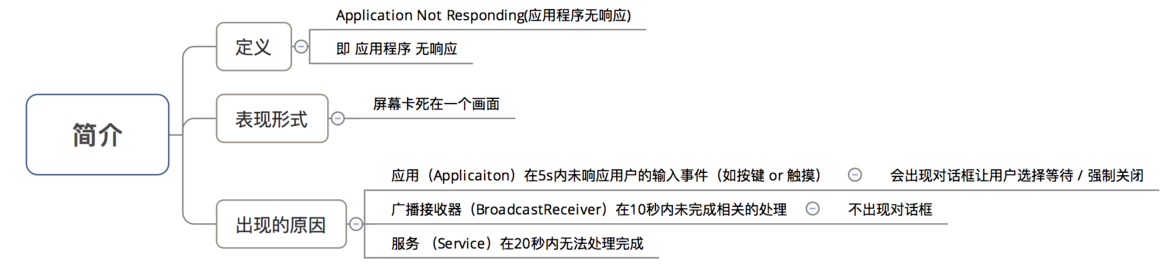 简介
定义
Application Not Responding(应用程序无响应)
即 应用程序 无响应
表现形式
屏幕卡死在一个画面
出现的原因
应用（Applicaiton）在5s内未响应用户的输入事件（如按键 or 触摸） 会出现对话框让用户选择等待 / 强制关闭
广播接收器（BroadcastReceiver）在10秒内未完成相关的处理 不出现对话框
服务 （Service）在20秒内无法处理完成